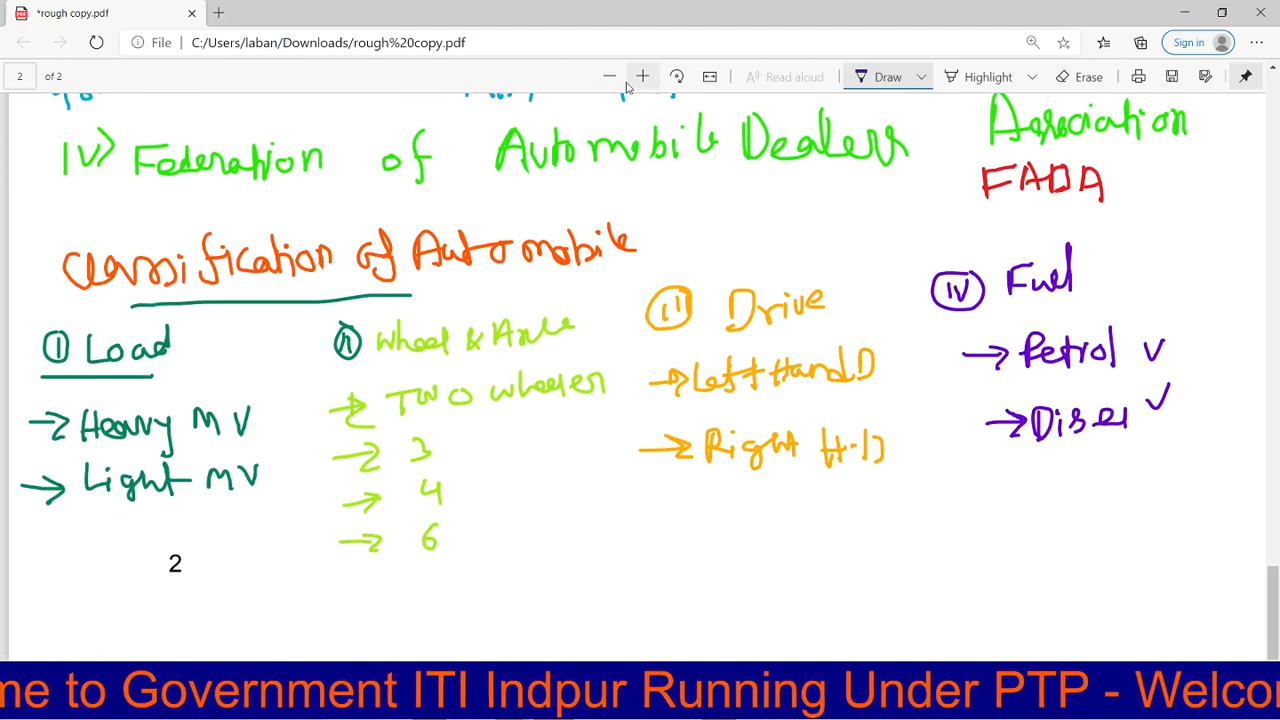 *rough copy.pdf
File C:/Users/laban/Downloads/rough%20copy.pdf Sign in
2 of 2 Read aloud Draw Highlight Erase
IV) Federation of Automobile Dealers Association
FADA
Classification of Automobile
(I) Load
→ Heavy M V
→ Light M V
(II) Wheel & Axle
→ Two wheeler
→ 3
→ 4
→ 6
(III) Drive
→ Left Hand.D
→ Right H.D
(IV) Fuel
→ Petrol V
→ Disel V
2
me to Government ITI Indpur Running Under PTP - Welco